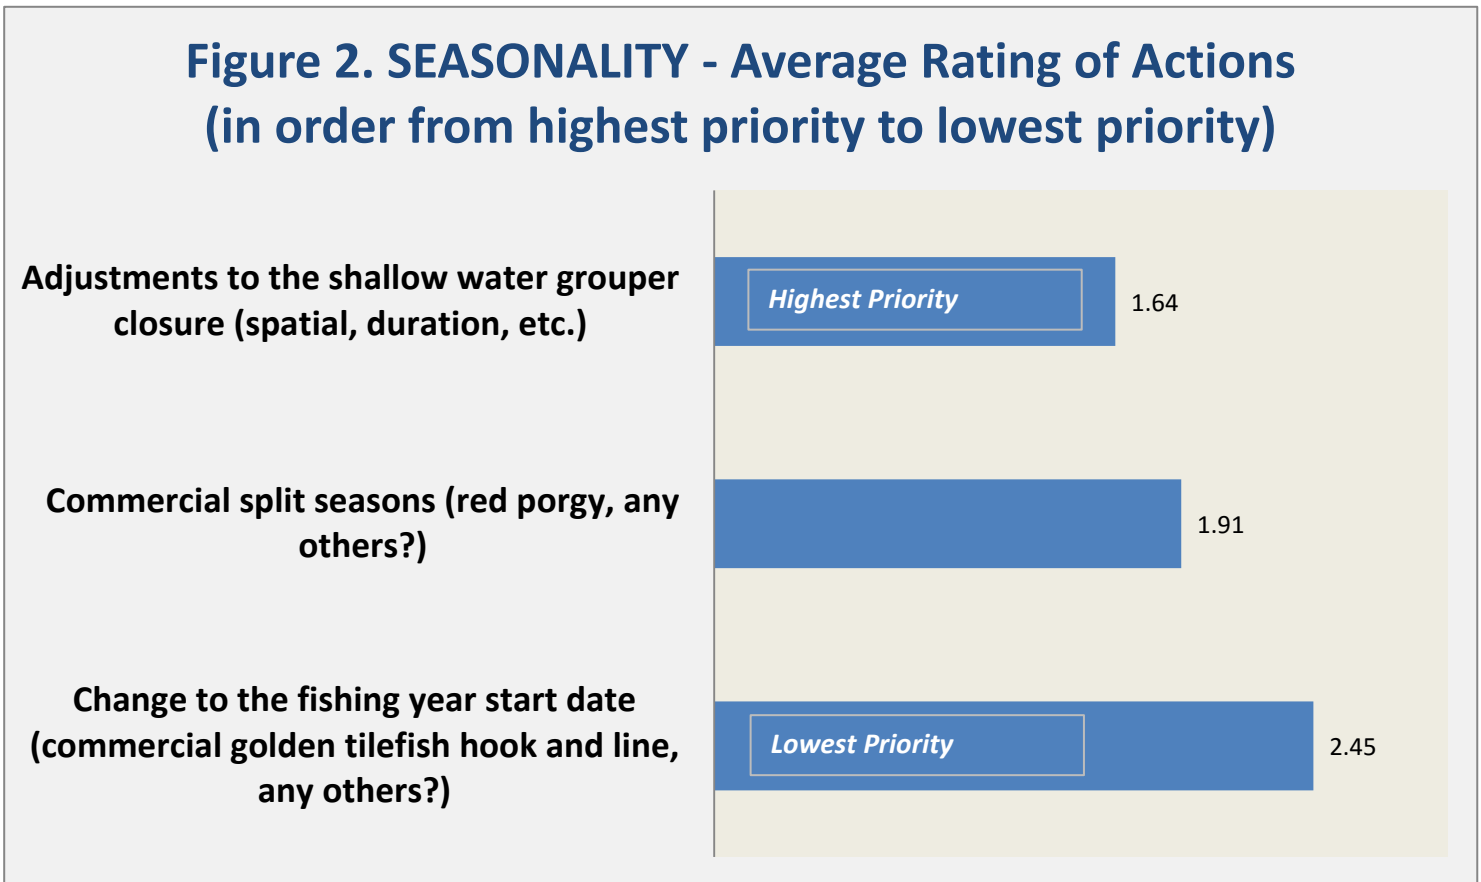 Figure 2. SEASONALITY - Average Rating of Actions
(in order from highest priority to lowest priority)
Adjustments to the shallow water grouper
closure (spatial, duration, etc.)
Highest Priority
1.64
Commercial split seasons (red porgy, any
others?)
1.91
Change to the fishing year start date
(commercial golden tilefish hook and line,
any others?)
Lowest Priority
2.45